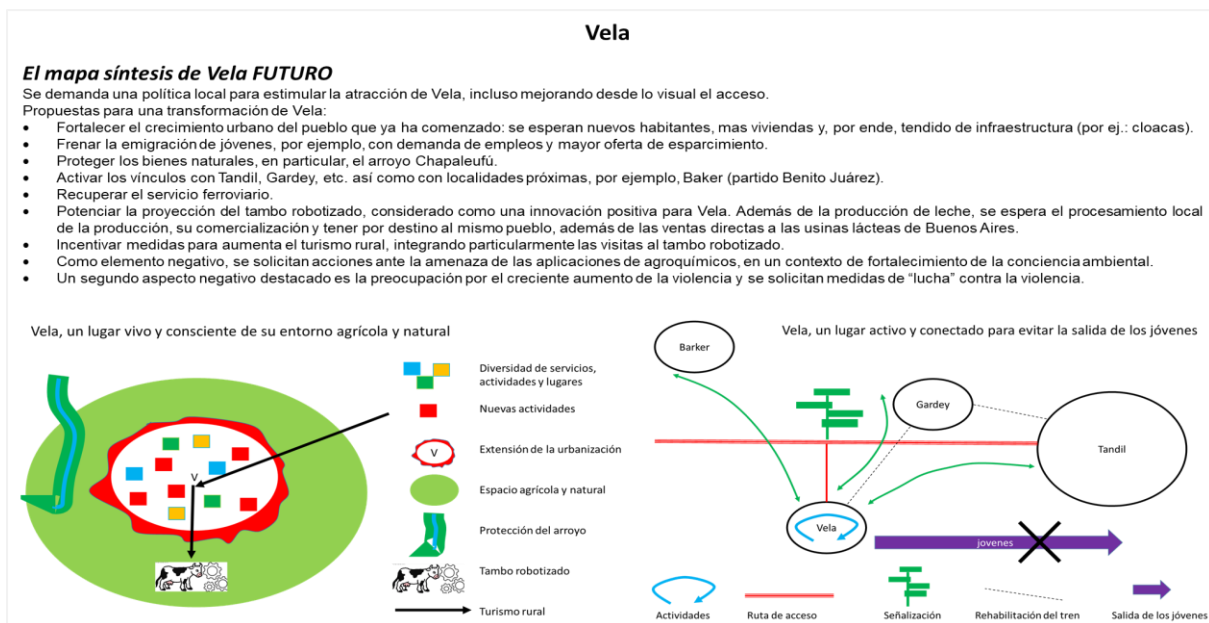 Vela
El mapa síntesis de Vela FUTURO
Se demanda una política local para estimular la atracción de Vela, incluso mejorando desde lo visual el acceso.
Propuestas para una transformación de Vela:
• Fortalecer el crecimiento urbano del pueblo que ya ha comenzado: se esperan nuevos habitantes, mas viviendas y, por ende, tendido de infraestructura (por ej.: cloacas).
• Frenar la emigración de jóvenes, por ejemplo, con demanda de empleos y mayor oferta de esparcimiento.
• Proteger los bienes naturales, en particular, el arroyo Chapaleufú.
• Activar los vínculos con Tandil, Gardey, etc. así como con localidades próximas, por ejemplo, Baker (partido Benito Juárez).
• Recuperar el servicio ferroviario.
• Potenciar la proyección del tambo robotizado, considerado como una innovación positiva para Vela. Además de la producción de leche, se espera el procesamiento local
de la producción, su comercialización y tener por destino al mismo pueblo, además de las ventas directas a las usinas lácteas de Buenos Aires.
• Incentivar medidas para aumenta el turismo rural, integrando particularmente las visitas al tambo robotizado.
• Como elemento negativo, se solicitan acciones ante la amenaza de las aplicaciones de agroquímicos, en un contexto de fortalecimiento de la conciencia ambiental.
• Un segundo aspecto negativo destacado es la preocupación por el creciente aumento de la violencia y se solicitan medidas de “lucha” contra la violencia.
Vela, un lugar vivo y consciente de su entorno agrícola y natural
V
Diversidad de servicios,
actividades y lugares
Nuevas actividades
V
Extensión de la urbanización
Espacio agrícola y natural
Protección del arroyo
Tambo robotizado
Turismo rural
Vela, un lugar activo y conectado para evitar la salida de los jóvenes
Barker
Gardey
Tandil
Vela
jovenes
Actividades
Ruta de acceso
Señalización
Rehabilitación del tren
Salida de los jóvenes